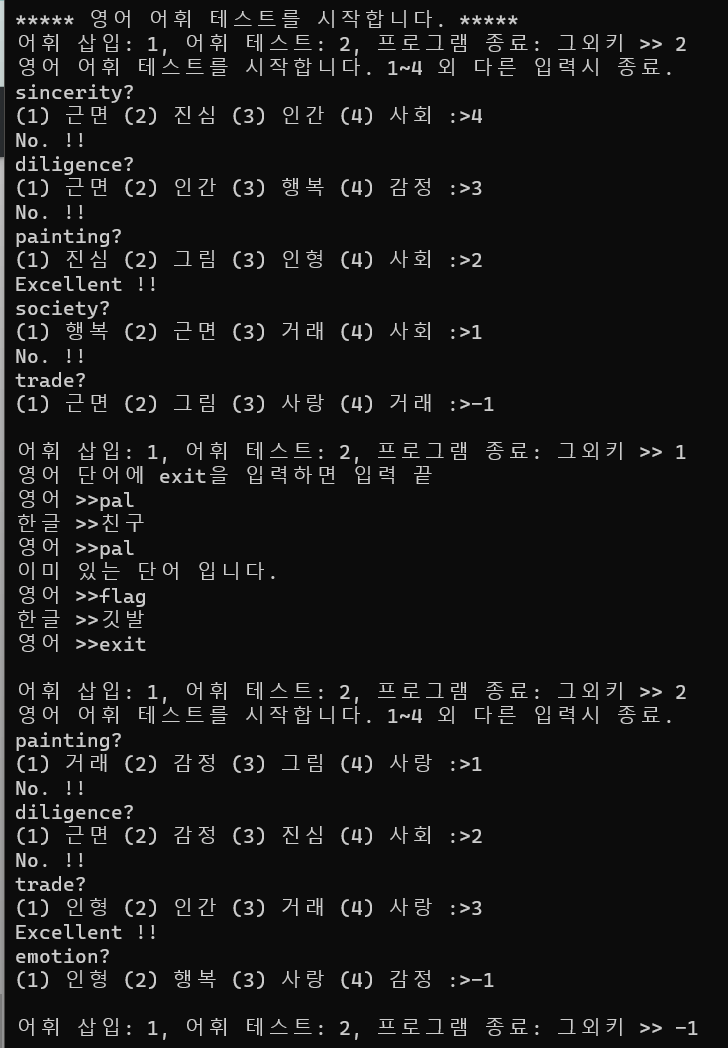 ***** 영어 어휘 테스트를 시작합니다. *****
어휘 삽입: 1, 어휘 테스트: 2, 프로그램 종료: 그외키 >> 2
영어 어휘 테스트를 시작합니다. 1~4 외 다른 입력시 종료.
sincerity?
(1) 근면 (2) 진심 (3) 인간 (4) 사회 :>4
No. !!
diligence?
(1) 근면 (2) 인간 (3) 행복 (4) 감정 :>3
No. !!
painting?
(1) 진심 (2) 그림 (3) 인형 (4) 사회 :>2
Excellent !!
society?
(1) 행복 (2) 근면 (3) 거래 (4) 사회 :>1
No. !!
trade?
(1) 근면 (2) 그림 (3) 사랑 (4) 거래 :>-1
어휘 삽입: 1, 어휘 테스트: 2, 프로그램 종료: 그외키 >> 1
영어 단어에 exit을 입력하면 입력 끝
영어 >>pal
한글 >>친구
영어 >>pal
이미 있는 단어 입니다.
영어 >>flag
한글 >>깃발
영어 >>exit
어휘 삽입: 1, 어휘 테스트: 2, 프로그램 종료: 그외키 >> 2
영어 어휘 테스트를 시작합니다. 1~4 외 다른 입력시 종료.
painting?
(1) 거래 (2) 감정 (3) 그림 (4) 사랑 :>1
No. !!
diligence?
(1) 근면 (2) 감정 (3) 진심 (4) 사회 :>2
No. !!
trade?
(1) 인형 (2) 인간 (3) 거래 (4) 사랑 :>3
Excellent !!
emotion?
(1) 인형 (2) 행복 (3) 사랑 (4) 감정 :>-1
어휘 삽입: 1, 어휘 테스트: 2, 프로그램 종료: 그외키 >> -1